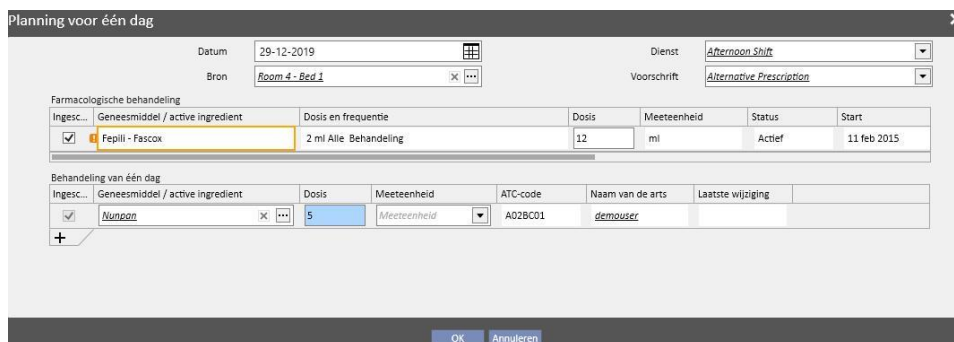 Planning voor één dag
Datum 29-12-2019 Dienst Afternoon Shift
Bron Room 4 - Bed 1 Voorschrift Alternative Prescription
Farmacologische behandeling
Ingesc... Geneesmiddel / active ingredient Dosis en frequentie Dosis Meeteenheid Status Start
Fepili - Fascox 2 ml Alle Behandeling 12 ml Actief 11 feb 2015
Behandeling van één dag
Ingesc... Geneesmiddel / active ingredient Dosis Meeteenheid ATC-code Naam van de arts Laatste wijziging
Nunpan 5 Meeteenheid A02BC01 demouser
OK Annuleren